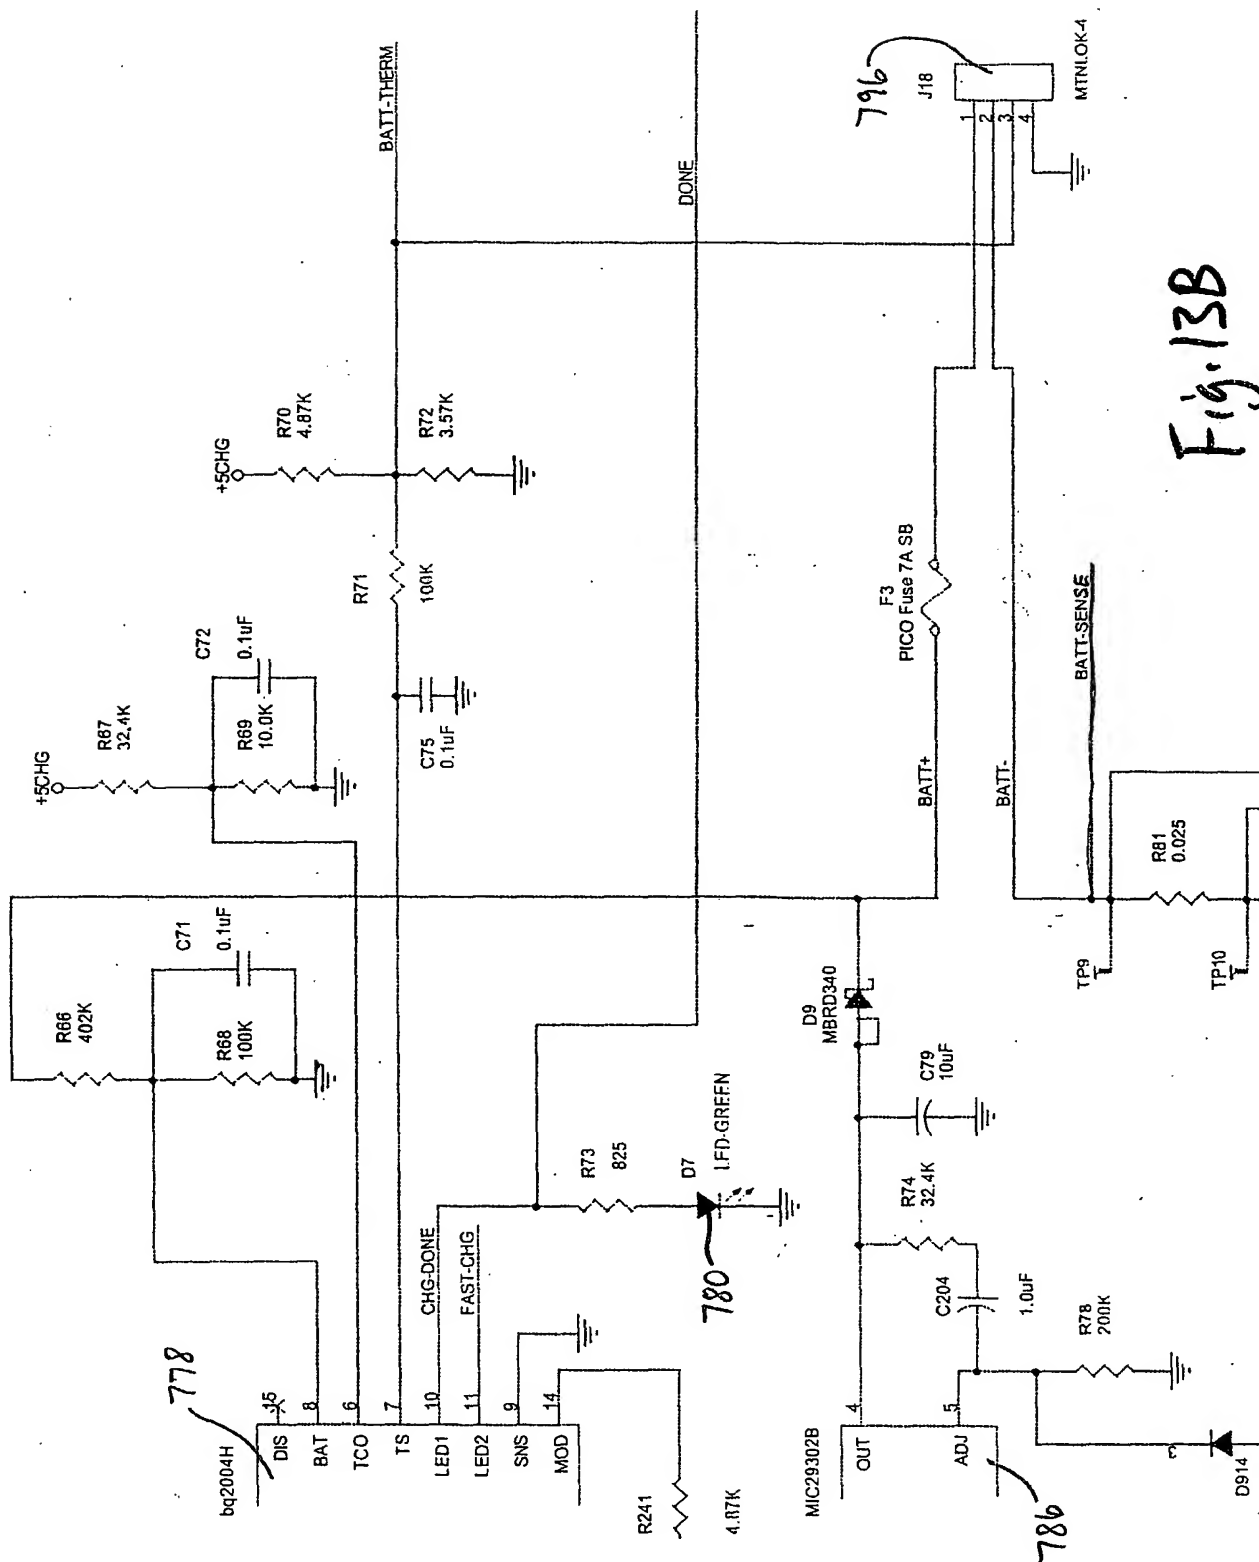 778
bq2004H
15
DIS
8
BAT
6
TCO
7
TS
10
LED1
11
LED2
9
SNS
14
MOD
CHG-DONE
FAST-CHG
R241
4.87K
R66
402K
C71
0.1uF
R68
100K
+5CHG
R67
32.4K
C72
0.1uF
R69
10.0K
C75
0.1uF
R71
100K
+5CHG
R70
4.87K
R72
3.57K
BATT-THERM
DONE
R73
825
D7
LED-GREEN
780
MIC29302B
4
OUT
5
ADJ
786
R74
32.4K
C204
1.0uF
R78
200K
3
D914
C79
10uF
D9
MBRD340
BATT+
BATT-
F3
PICO Fuse 7A SB
BATT-SENSE
R81
0.025
TP9
TP10
796
J18
1
2
3
4
MTNLOK-4
Fig. 13B